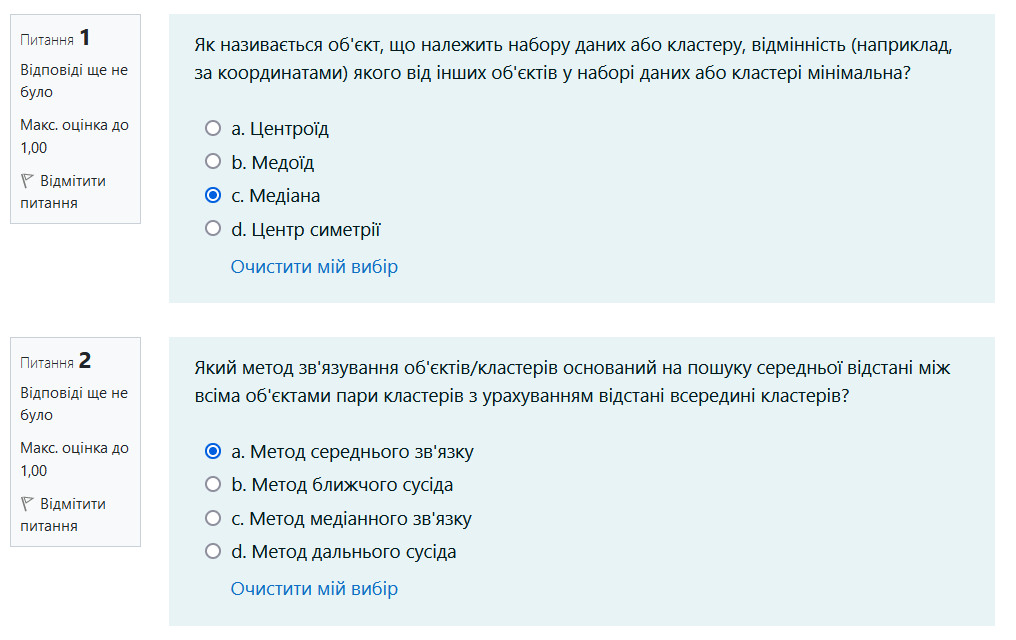 Питання 1
Відповіді ще не
було
Макс. оцінка до
1,00
Відмітити
питання
Як називається об'єкт, що належить набору даних або кластеру, відмінність (наприклад,
за координатами) якого від інших об'єктів у наборі даних або кластері мінімальна?
a. Центроїд
b. Медоїд
c. Медіана
d. Центр симетрії
Очистити мій вибір
Питання 2
Відповіді ще не
було
Макс. оцінка до
1,00
Відмітити
питання
Який метод зв'язування об'єктів/кластерів оснований на пошуку середньої відстані між
всіма об'єктами пари кластерів з урахуванням відстані всередині кластерів?
a. Метод середнього зв'язку
b. Метод ближчого сусіда
c. Метод медіанного зв'язку
d. Метод дальнього сусіда
Очистити мій вибір